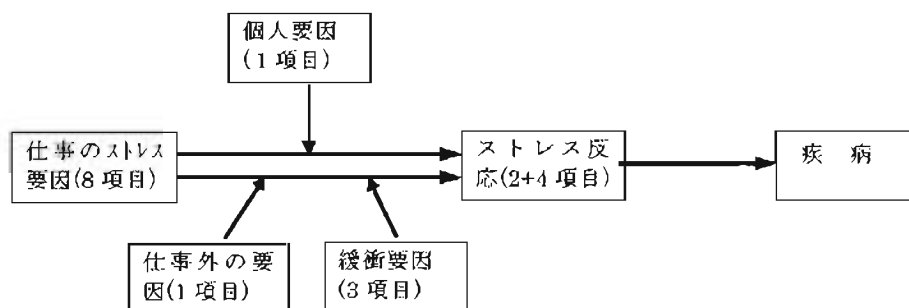 個人要因
(1項目)
仕事のストレス
要因(8項目)
ストレス反
応(2+4項目)
疾 病
仕事外の要
因(1項目)
緩衝要因
(3項目)